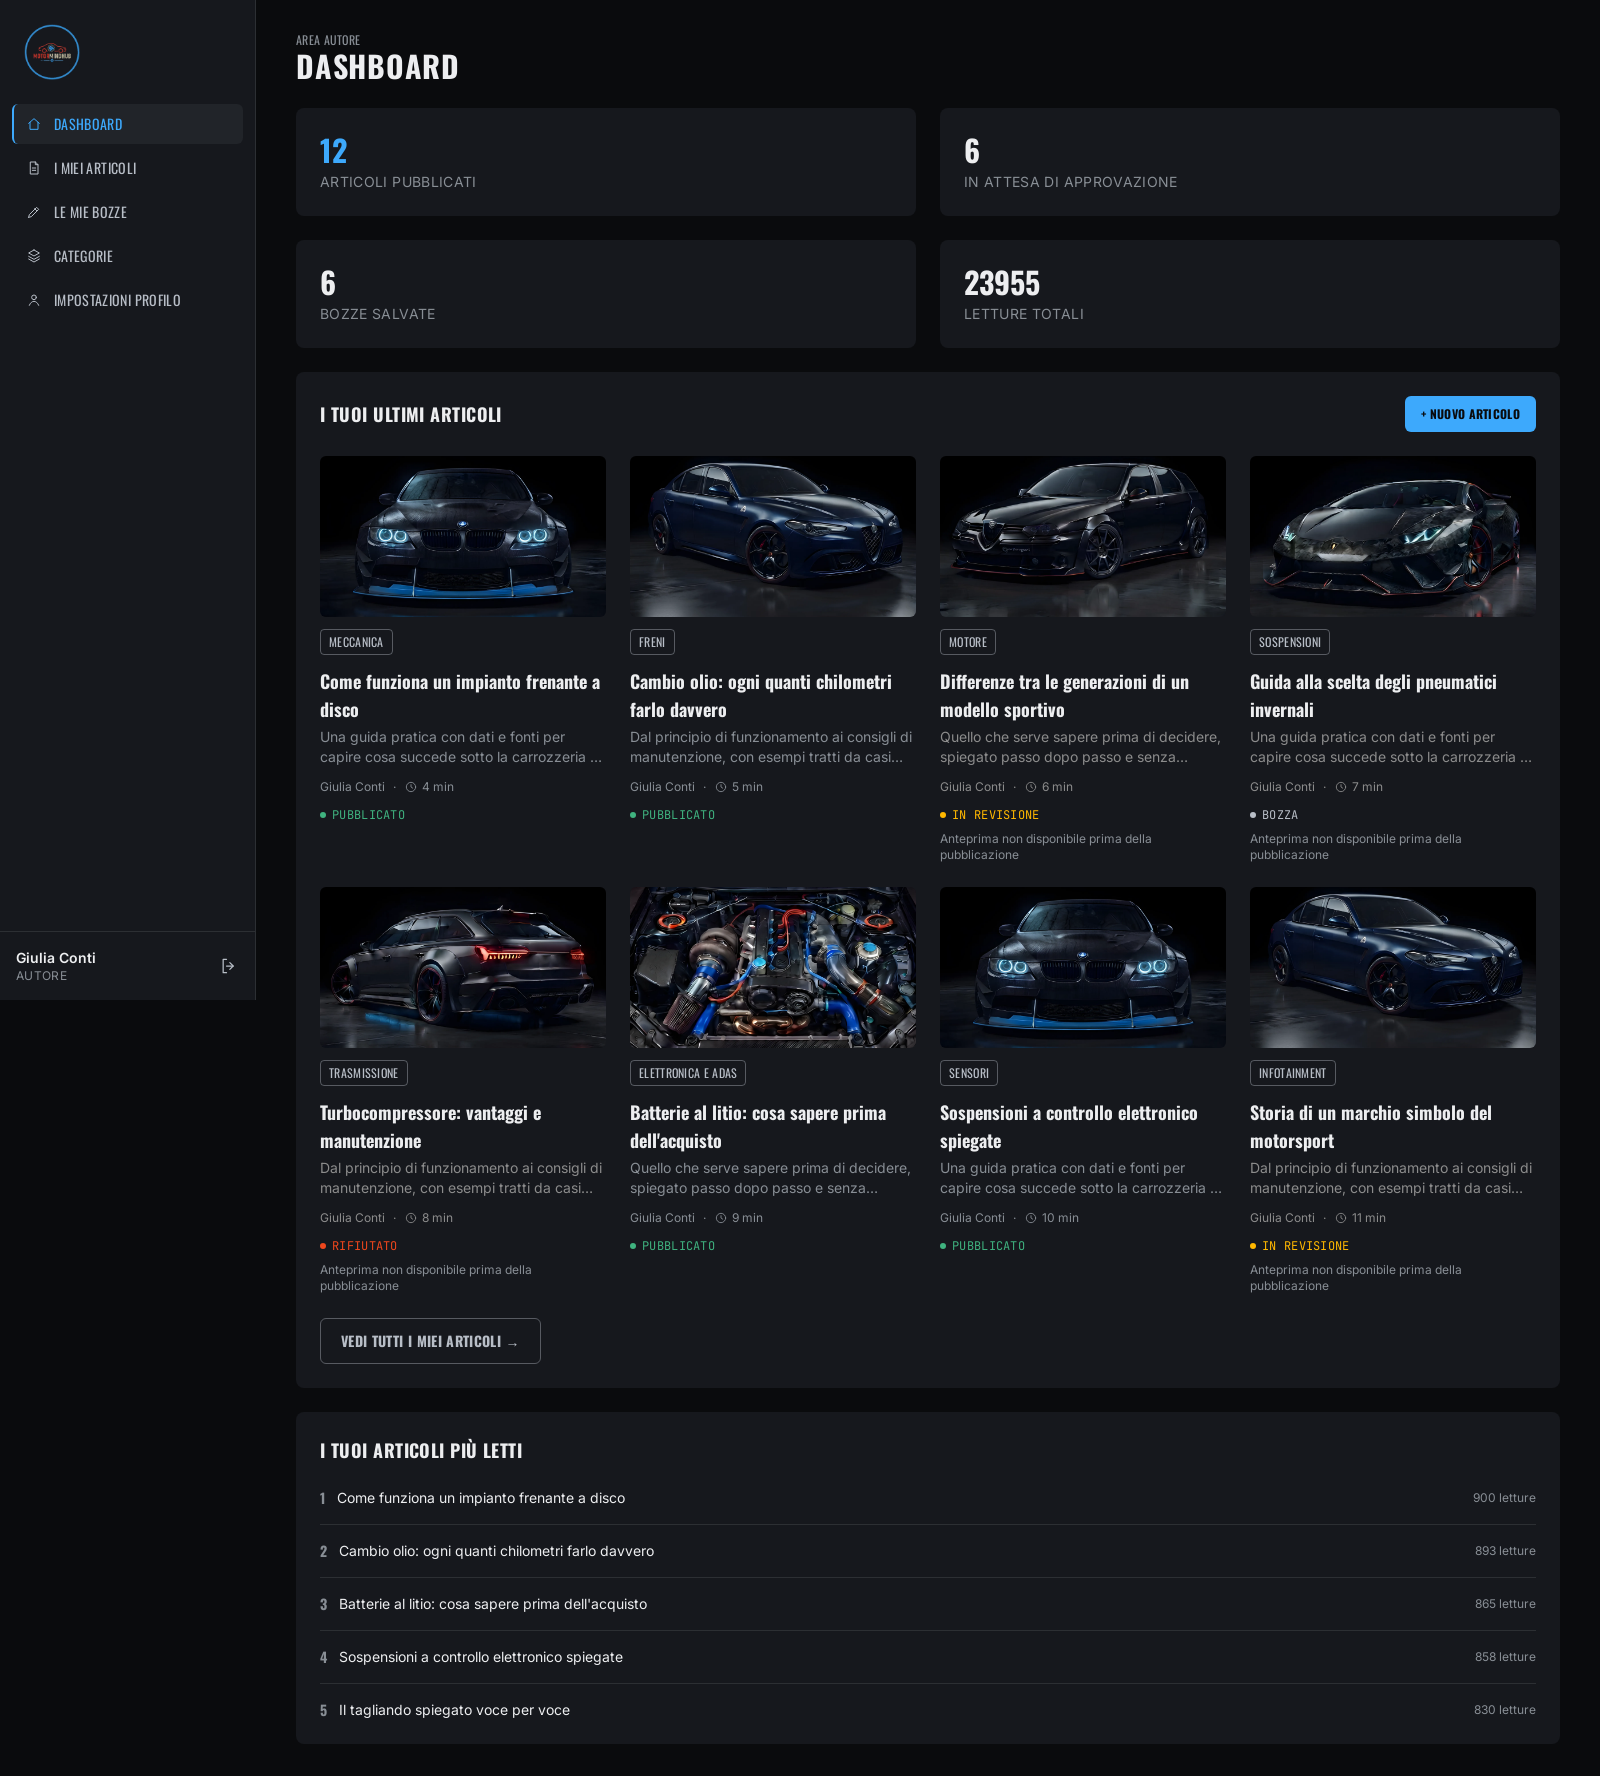 DASHBOARD
I MIEI ARTICOLI
LE MIE BOZZE
CATEGORIE
IMPOSTAZIONI PROFILO
Giulia Conti
AUTORE
AREA AUTORE
DASHBOARD
12
ARTICOLI PUBBLICATI
6
IN ATTESA DI APPROVAZIONE
6
BOZZE SALVATE
23955
LETTURE TOTALI
I TUOI ULTIMI ARTICOLI
+ NUOVO ARTICOLO
MECCANICA
Come funziona un impianto frenante a
disco
Una guida pratica con dati e fonti per
capire cosa succede sotto la carrozzeria ...
Giulia Conti · 4 min
PUBBLICATO
FRENI
Cambio olio: ogni quanti chilometri
farlo davvero
Dal principio di funzionamento ai consigli di
manutenzione, con esempi tratti da casi...
Giulia Conti · 5 min
PUBBLICATO
MOTORE
Differenze tra le generazioni di un
modello sportivo
Quello che serve sapere prima di decidere,
spiegato passo dopo passo e senza...
Giulia Conti · 6 min
IN REVISIONE
Anteprima non disponibile prima della
pubblicazione
SOSPENSIONI
Guida alla scelta degli pneumatici
invernali
Una guida pratica con dati e fonti per
capire cosa succede sotto la carrozzeria ...
Giulia Conti · 7 min
BOZZA
Anteprima non disponibile prima della
pubblicazione
TRASMISSIONE
Turbocompressore: vantaggi e
manutenzione
Dal principio di funzionamento ai consigli di
manutenzione, con esempi tratti da casi...
Giulia Conti · 8 min
RIFIUTATO
Anteprima non disponibile prima della
pubblicazione
ELETTRONICA E ADAS
Batterie al litio: cosa sapere prima
dell'acquisto
Quello che serve sapere prima di decidere,
spiegato passo dopo passo e senza...
Giulia Conti · 9 min
PUBBLICATO
SENSORI
Sospensioni a controllo elettronico
spiegate
Una guida pratica con dati e fonti per
capire cosa succede sotto la carrozzeria ...
Giulia Conti · 10 min
PUBBLICATO
INFOTAINMENT
Storia di un marchio simbolo del
motorsport
Dal principio di funzionamento ai consigli di
manutenzione, con esempi tratti da casi...
Giulia Conti · 11 min
IN REVISIONE
Anteprima non disponibile prima della
pubblicazione
VEDI TUTTI I MIEI ARTICOLI →
I TUOI ARTICOLI PIÙ LETTI
1 Come funziona un impianto frenante a disco 900 letture
2 Cambio olio: ogni quanti chilometri farlo davvero 893 letture
3 Batterie al litio: cosa sapere prima dell'acquisto 865 letture
4 Sospensioni a controllo elettronico spiegate 858 letture
5 Il tagliando spiegato voce per voce 830 letture